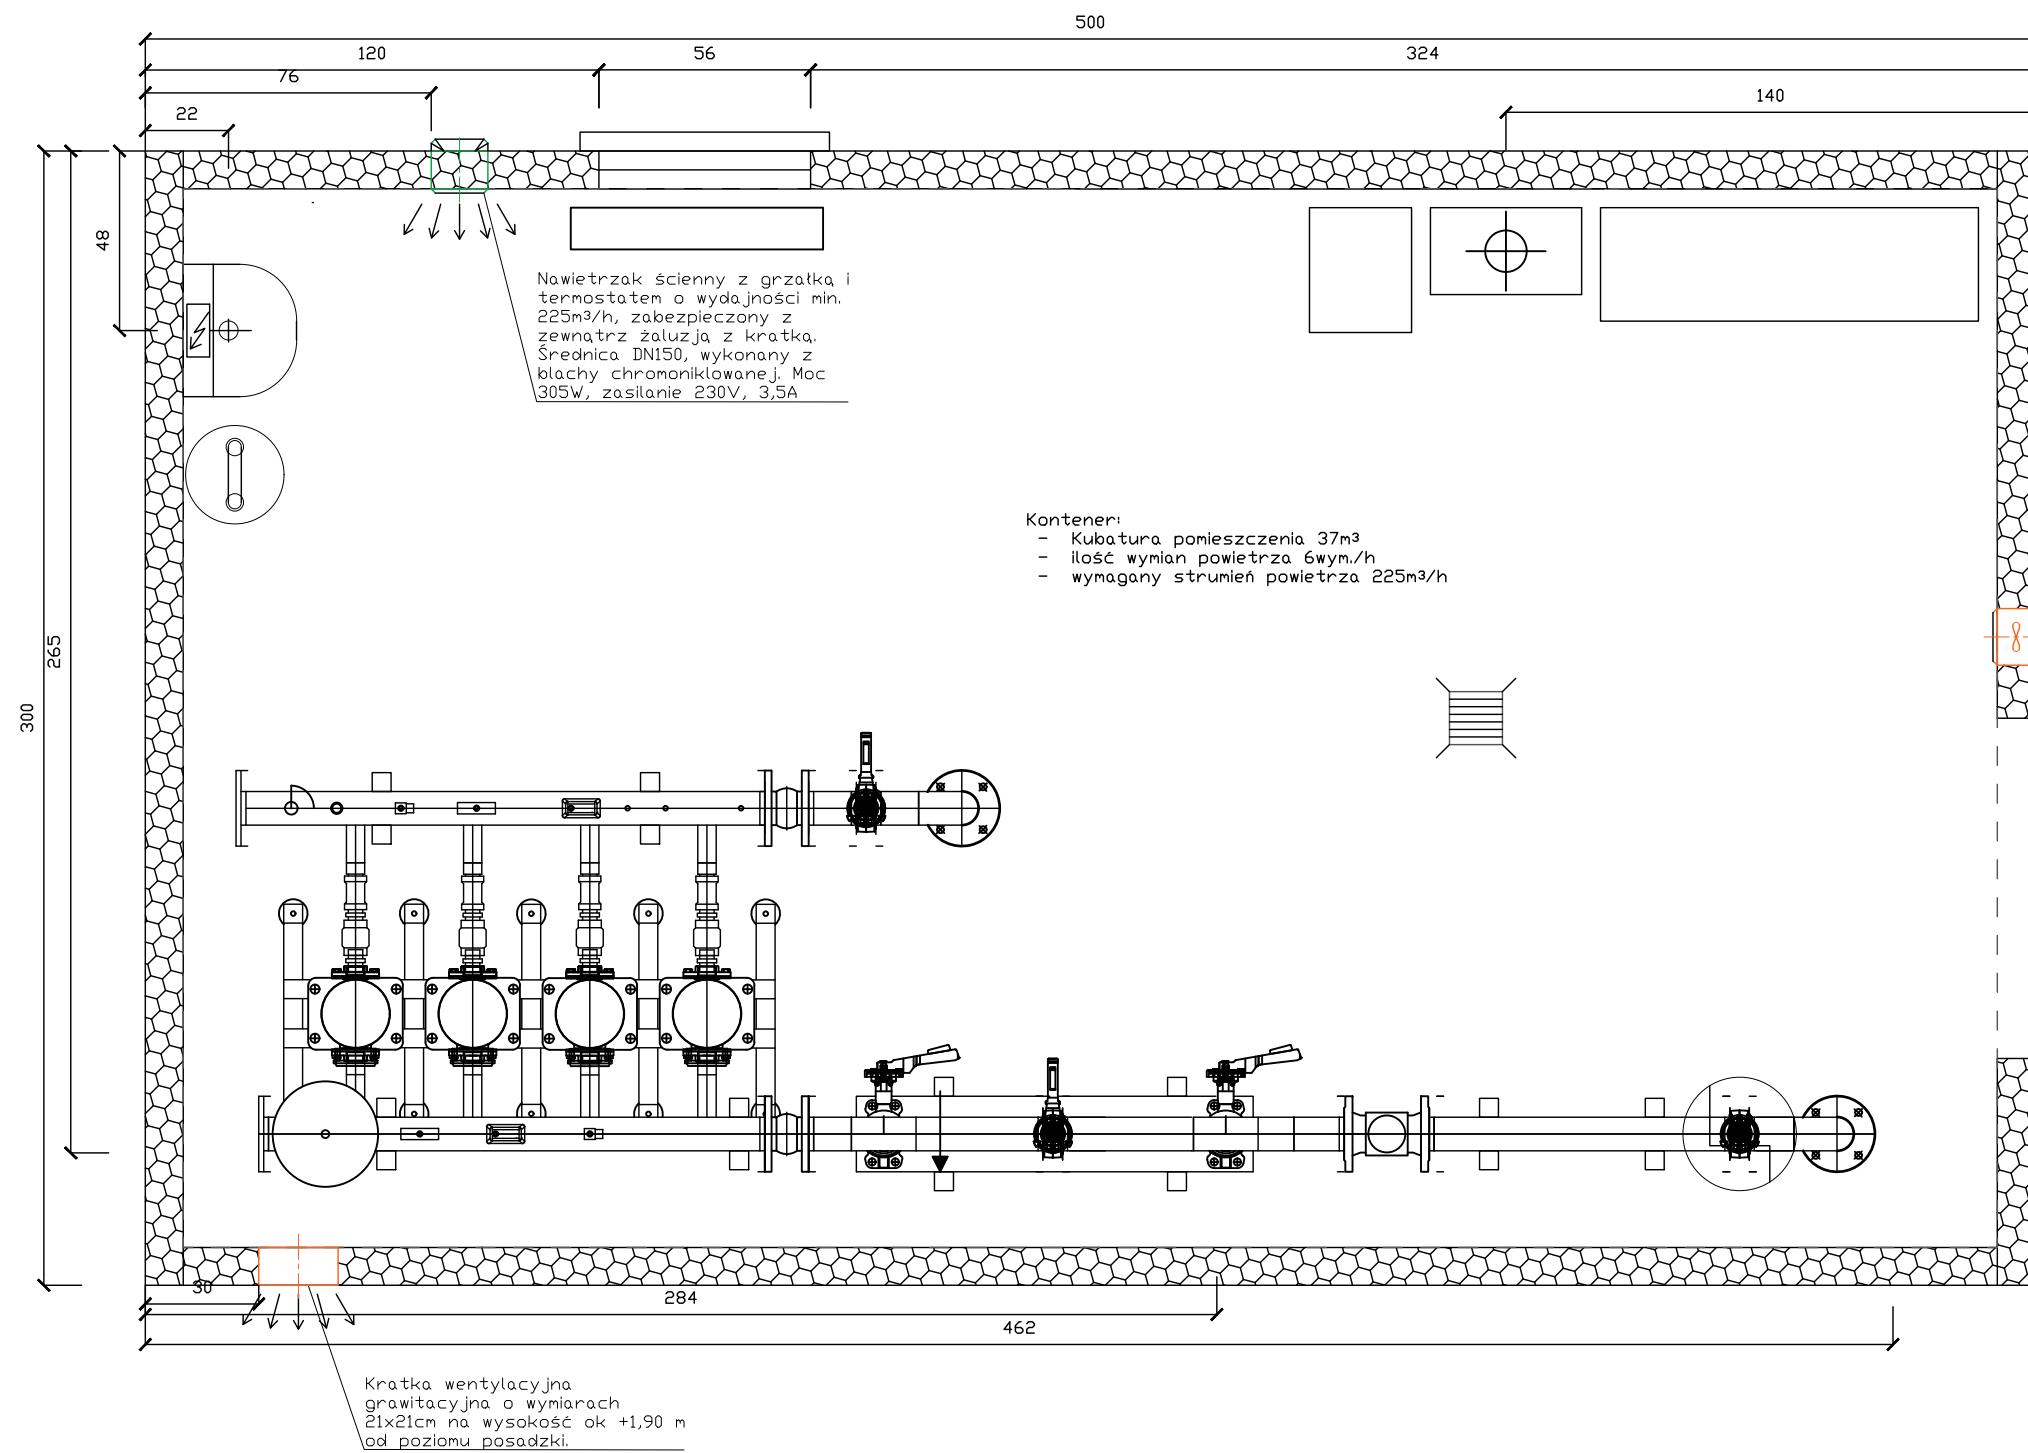 500
120
56
324
76
140
22
48
265
300
Nawietrzak ścienny z grzałką i
termostatem o wydajności min.
225m³/h, zabezpieczony z
zewnątrz żaluzją z kratką.
Średnica DN150, wykonany z
blachy chromoniklowanej. Moc
305W, zasilanie 230V, 3,5A
Kontener:
- Kubatura pomieszczenia 37m³
- ilość wymian powietrza 6wym./h
- wymagany strumień powietrza 225m³/h
30
284
462
Kratka wentylacyjna
grawitacyjna o wymiarach
21x21cm na wysokość ok +1,90 m
od poziomu posadzki.